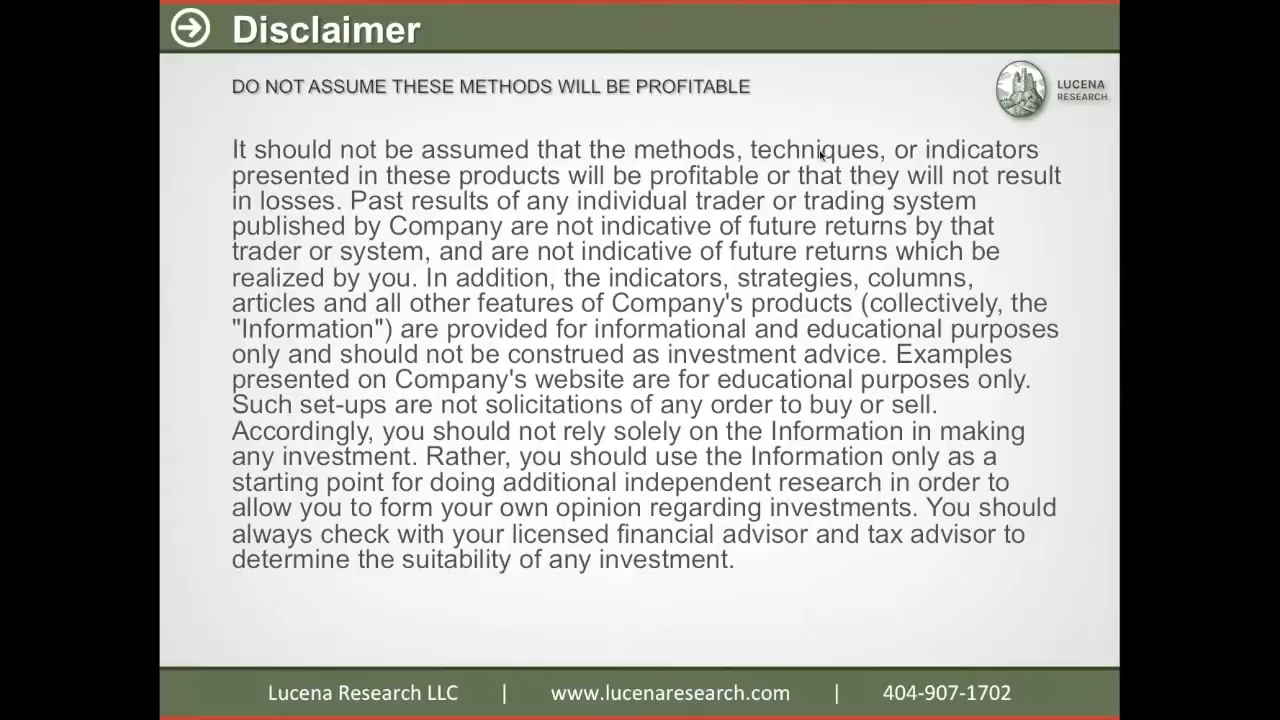 Disclaimer
DO NOT ASSUME THESE METHODS WILL BE PROFITABLE
LUCENA
RESEARCH
It should not be assumed that the methods, techniques, or indicators
presented in these products will be profitable or that they will not result
in losses. Past results of any individual trader or trading system
published by Company are not indicative of future returns by that
trader or system, and are not indicative of future returns which be
realized by you. In addition, the indicators, strategies, columns,
articles and all other features of Company's products (collectively, the
"Information") are provided for informational and educational purposes
only and should not be construed as investment advice. Examples
presented on Company's website are for educational purposes only.
Such set-ups are not solicitations of any order to buy or sell.
Accordingly, you should not rely solely on the Information in making
any investment. Rather, you should use the Information only as a
starting point for doing additional independent research in order to
allow you to form your own opinion regarding investments. You should
always check with your licensed financial advisor and tax advisor to
determine the suitability of any investment.
Lucena Research LLC | www.lucenaresearch.com | 404-907-1702